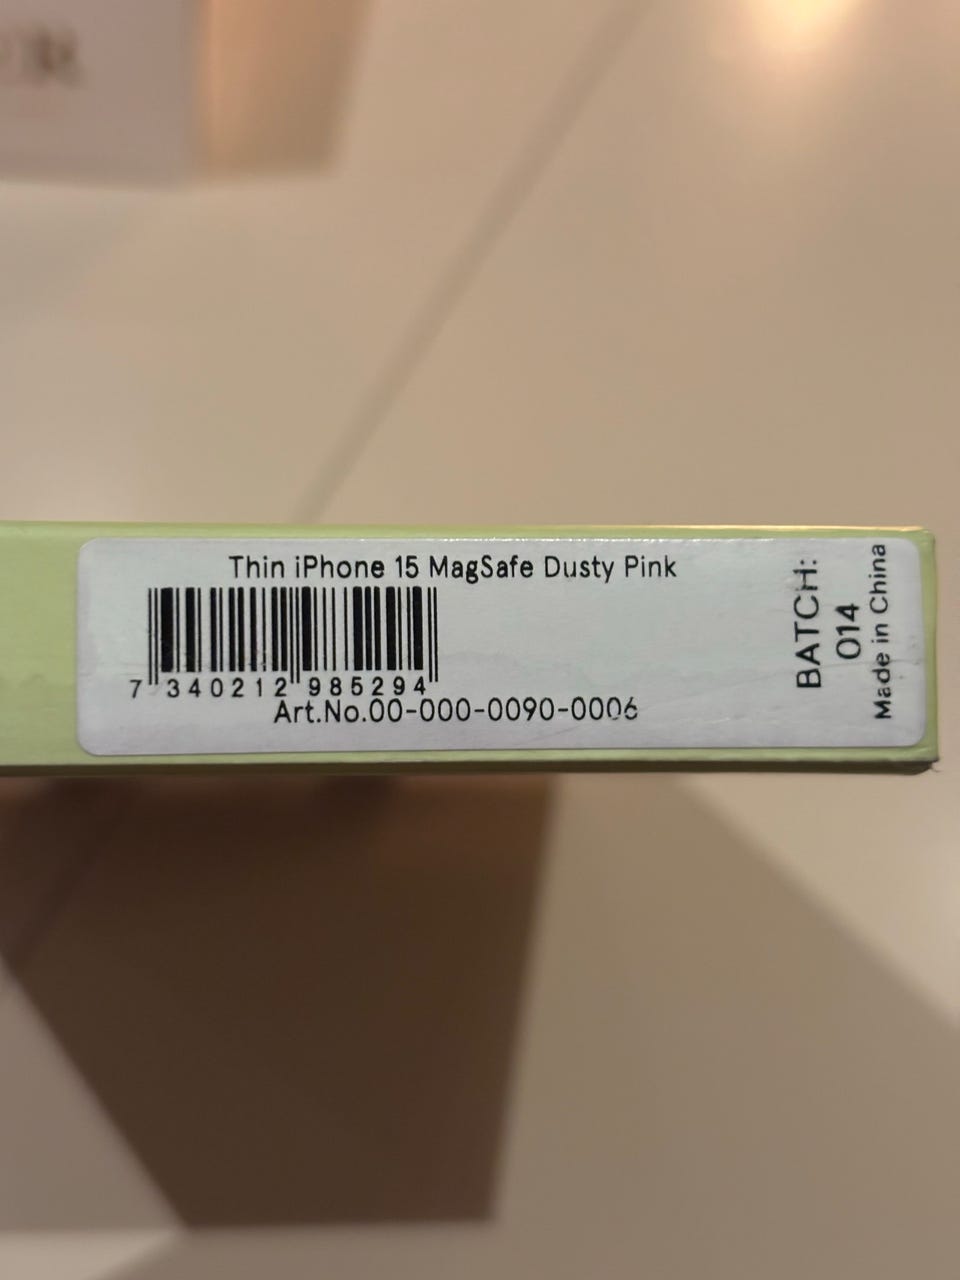 Thin iPhone 15 MagSafe Dusty Pink
7 340212 985294
Art.No.00-000-0090-0006
BATCH:
014
Made in China